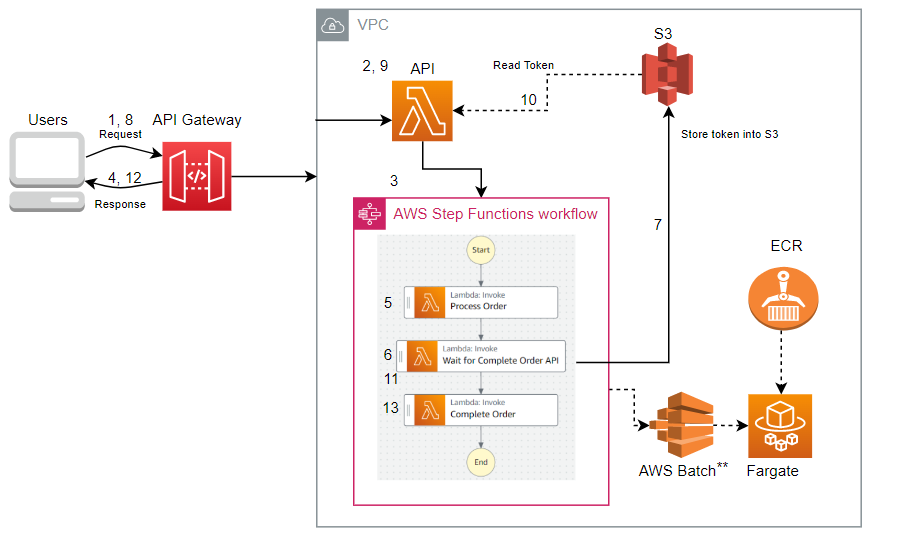 VPC
S3
2, 9
API
Read Token
10
Users
1, 8
Request
API Gateway
Store token into S3
4, 12
Response
3
AWS Step Functions workflow
7
Start
ECR
5
Lambda: Invoke
Process Order
6
Lambda: Invoke
Wait for Complete Order API
11
13
Lambda: Invoke
Complete Order
End
AWS Batch**
Fargate